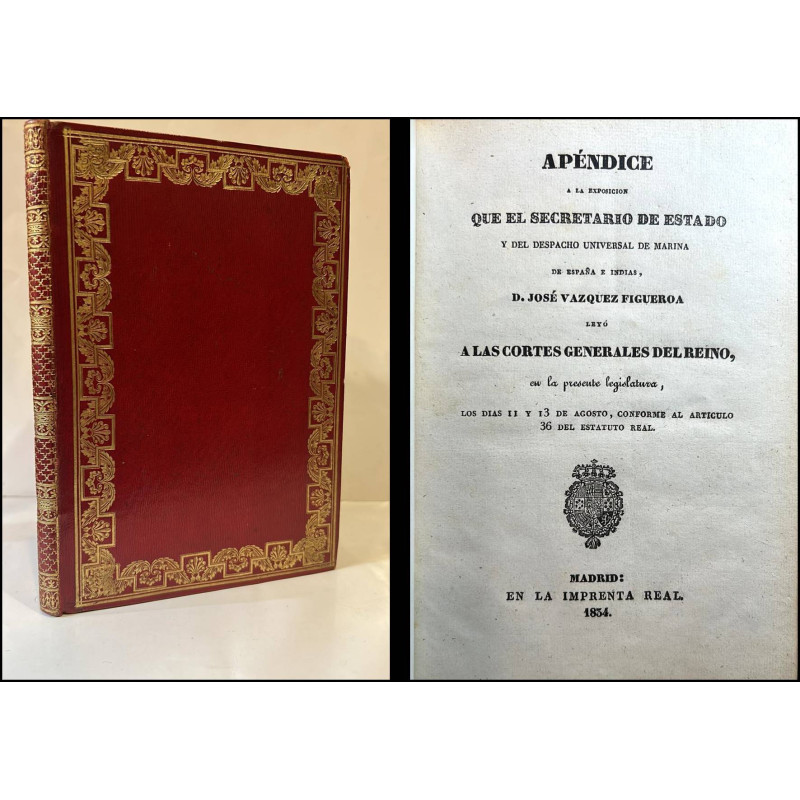 APÉNDICE
A LA EXPOSICION
QUE EL SECRETARIO DE ESTADO
Y DEL DESPACHO UNIVERSAL DE MARINA
DE ESPAÑA E INDIAS,
D. JOSÉ VAZQUEZ FIGUEROA
LEYÓ
A LAS CORTES GENERALES DEL REINO,
en la presente legislatura,
LOS DIAS 11 Y 13 DE AGOSTO, CONFORME AL ARTICULO
36 DEL ESTATUTO REAL.
MADRID:
EN LA IMPRENTA REAL.
1834.